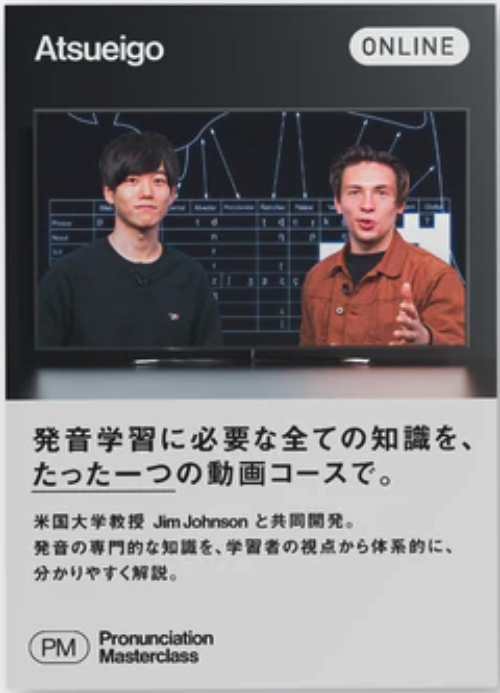 Atsueigo
ONLINE
発音学習に必要な全ての知識を、
たった一つの動画コースで。
米国大学教授 Jim Johnson と共同開発。
発音の専門的な知識を、学習者の視点から体系的に、
分かりやすく解説。
PM
Pronunciation
Masterclass